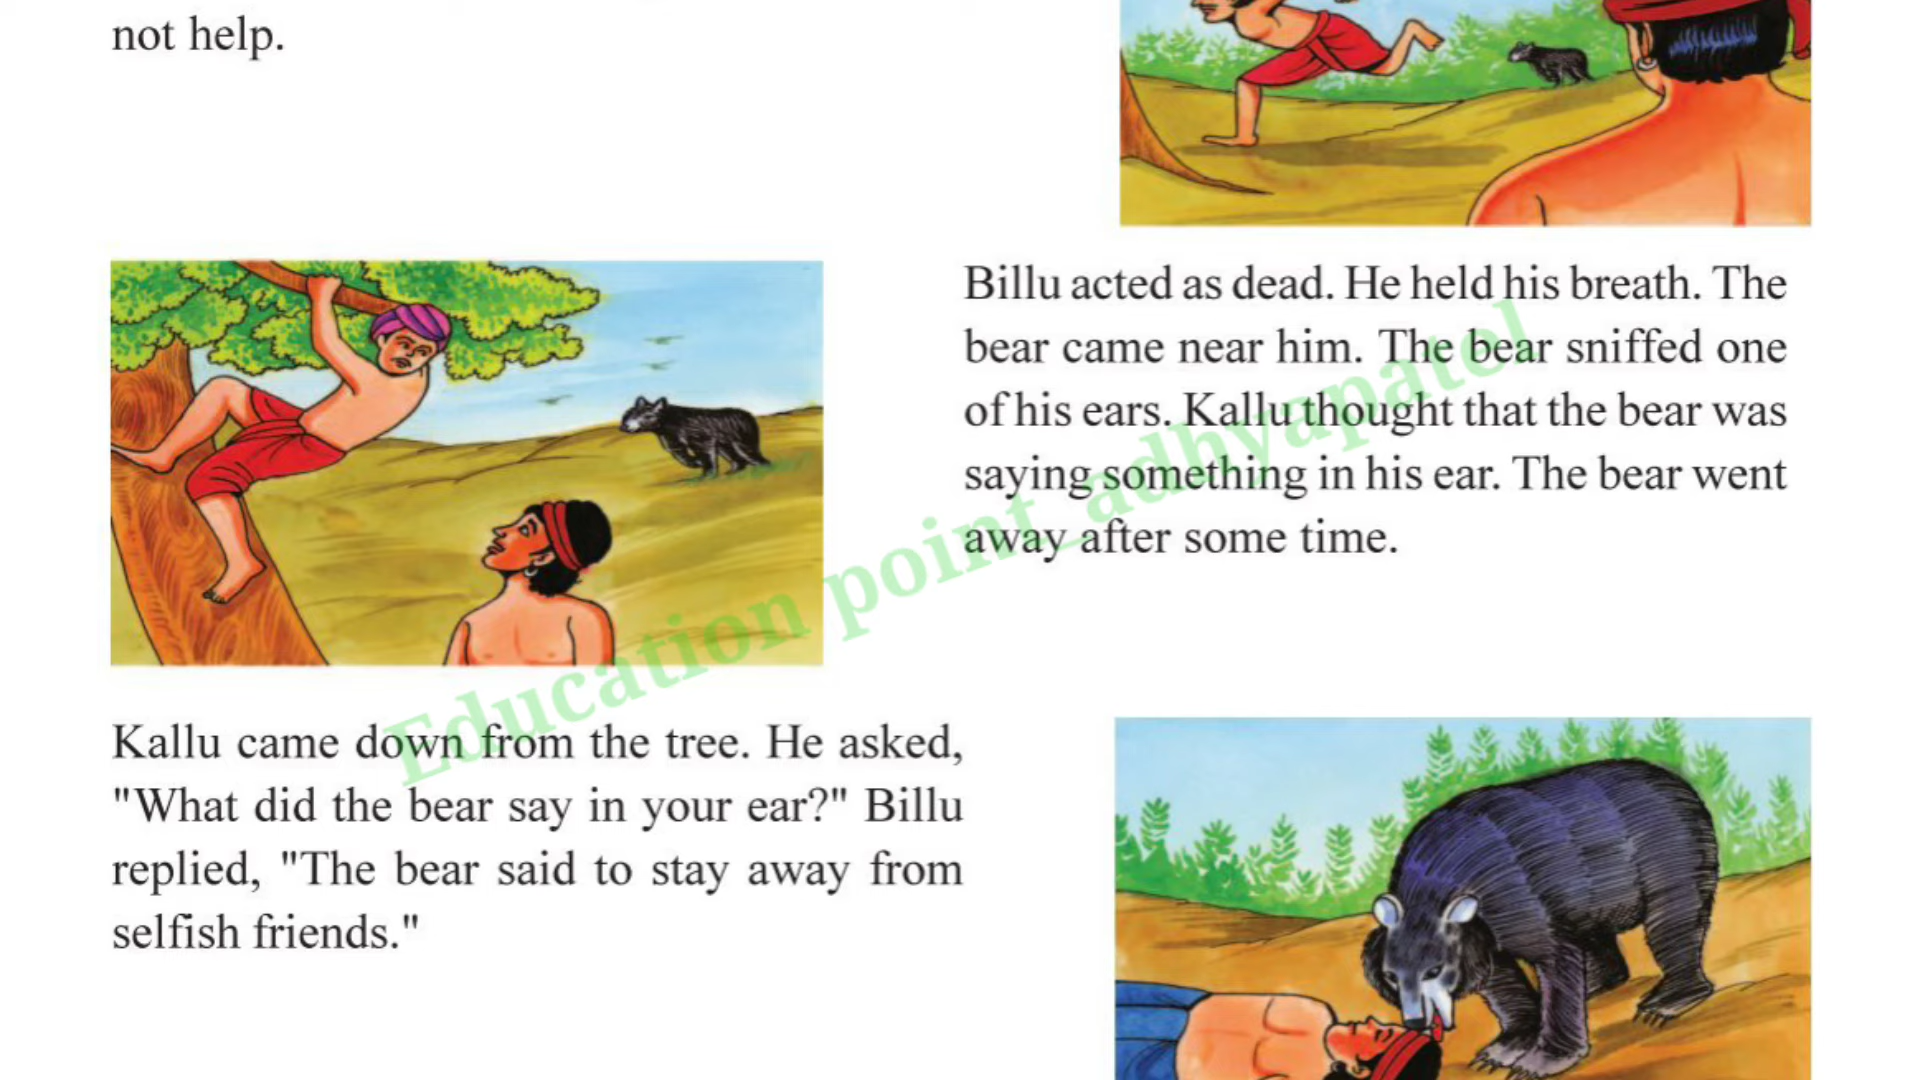 not help.
Billu acted as dead. He held his breath. The
bear came near him. The bear sniffed one
of his ears. Kallu thought that the bear was
saying something in his ear. The bear went
away after some time.
Education point_adhyapatel
Kallu came down from the tree. He asked,
"What did the bear say in your ear?" Billu
replied, "The bear said to stay away from
selfish friends."